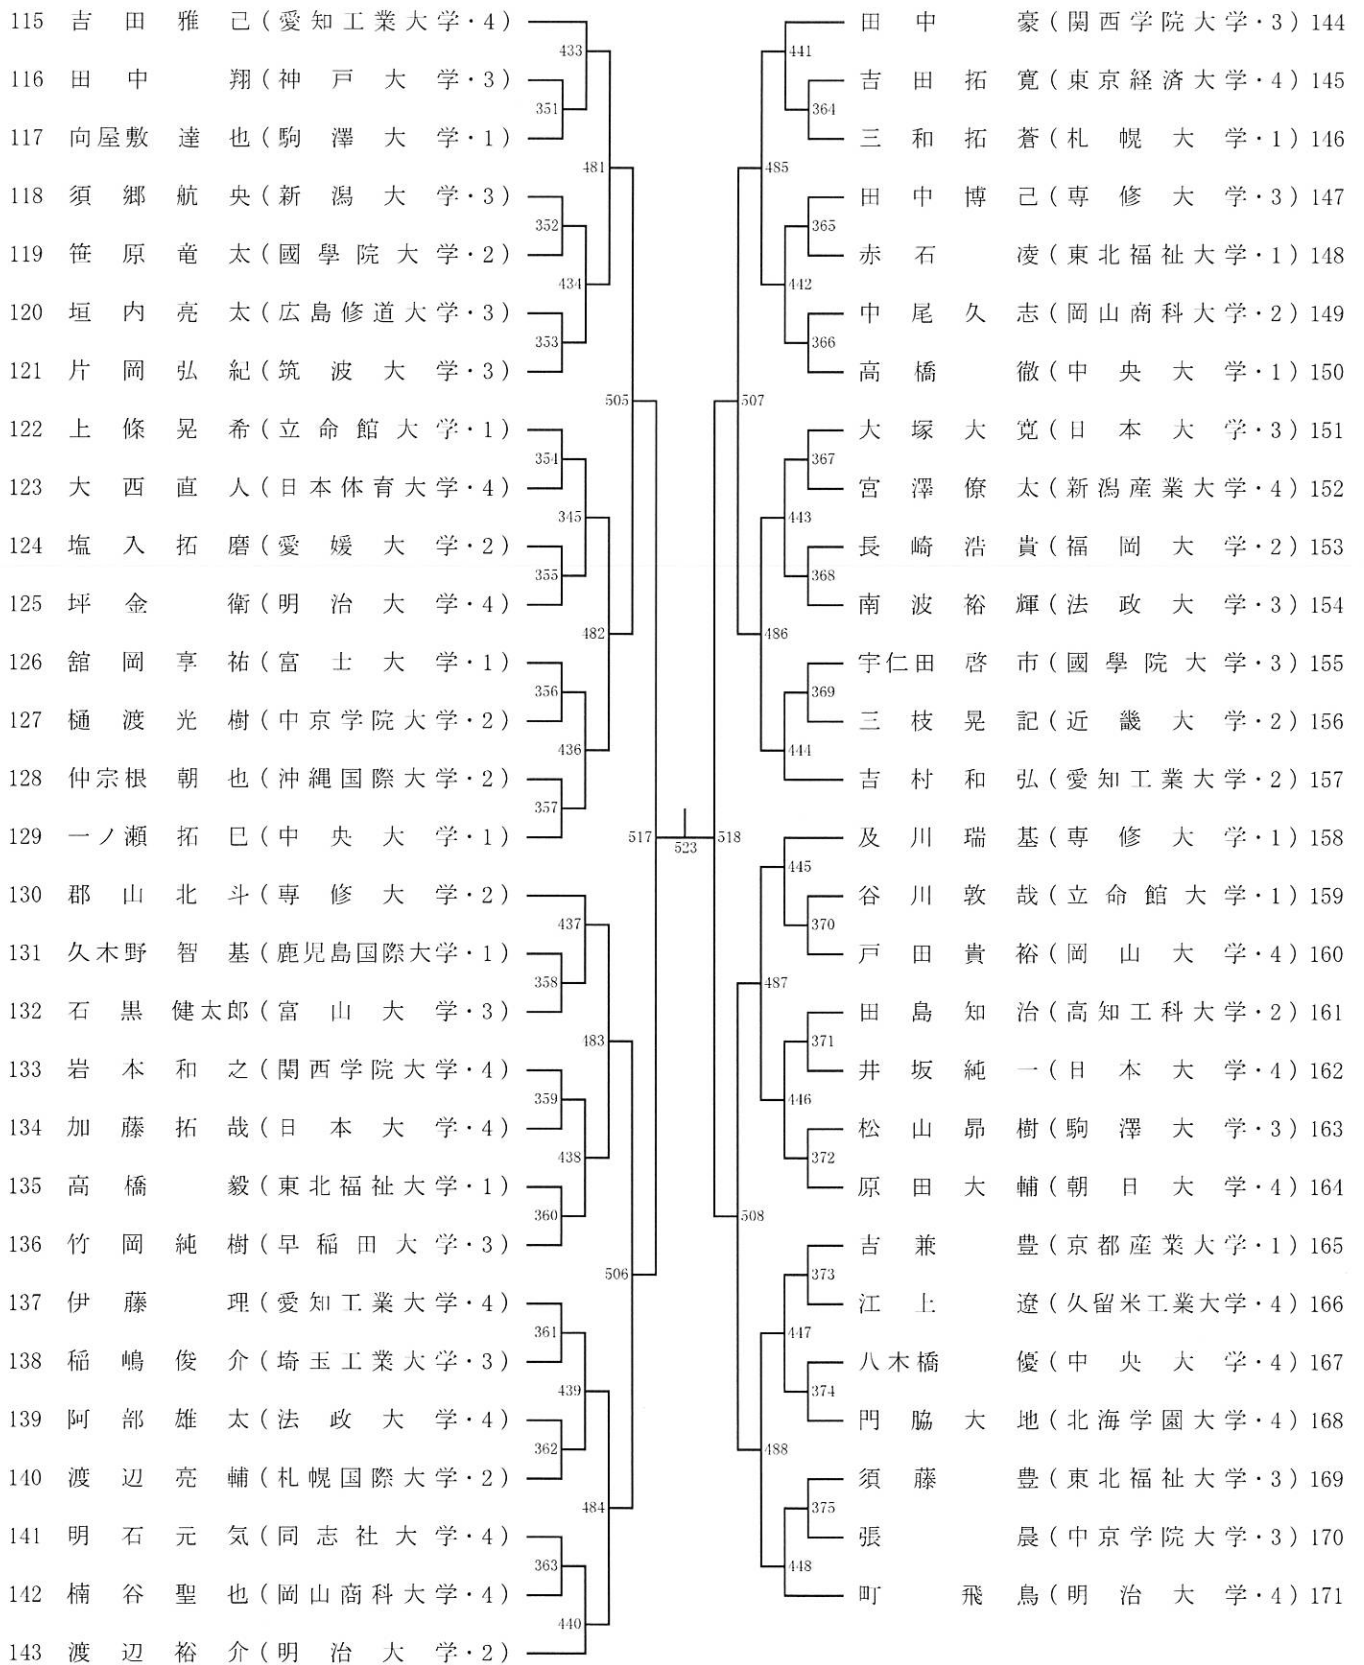 115 吉田雅己(愛知工業大学・4)
116 田中翔(神戸大学・3)
117 向屋敷達也(駒澤大学・1)
118 須郷航央(新潟大学・3)
119 笹原竜太(國學院大学・2)
120 垣内亮太(広島修道大学・3)
121 片岡弘紀(筑波大学・3)
122 上條晃希(立命館大学・1)
123 大西直人(日本体育大学・4)
124 塩入拓磨(愛媛大学・2)
125 坪金衛(明治大学・4)
126 舘岡享祐(富士大学・1)
127 樋渡光樹(中京学院大学・2)
128 仲宗根朝也(沖縄国際大学・2)
129 一ノ瀬拓巳(中央大学・1)
130 郡山北斗(専修大学・2)
131 久木野智基(鹿児島国際大学・1)
132 石黒健太郎(富山大学・3)
133 岩本和之(関西学院大学・4)
134 加藤拓哉(日本大学・4)
135 高橋毅(東北福祉大学・1)
136 竹岡純樹(早稲田大学・3)
137 伊藤理(愛知工業大学・4)
138 稲嶋俊介(埼玉工業大学・3)
139 阿部雄太(法政大学・4)
140 渡辺亮輔(札幌国際大学・2)
141 明石元気(同志社大学・4)
142 楠谷聖也(岡山商科大学・4)
143 渡辺裕介(明治大学・2)
433
351
481
352
434
353
505
354
345
355
482
356
436
357
517
523
518
437
358
483
359
438
360
506
361
439
362
484
363
440
441
364
485
365
442
366
507
367
443
368
486
369
444
445
370
487
371
446
372
508
373
447
374
488
375
448
田中豪(関西学院大学・3) 144
吉田拓寛(東京経済大学・4) 145
三和拓蒼(札幌大学・1) 146
田中博己(専修大学・3) 147
赤石凌(東北福祉大学・1) 148
中尾久志(岡山商科大学・2) 149
高橋徹(中央大学・1) 150
大塚大寛(日本大学・3) 151
宮澤僚太(新潟産業大学・4) 152
長崎浩貴(福岡大学・2) 153
南波裕輝(法政大学・3) 154
宇仁田啓市(國學院大学・3) 155
三枝晃記(近畿大学・2) 156
吉村和弘(愛知工業大学・2) 157
及川瑞基(専修大学・1) 158
谷川敦哉(立命館大学・1) 159
戸田貴裕(岡山大学・4) 160
田島知治(高知工科大学・2) 161
井坂純一(日本大学・4) 162
松山昴樹(駒澤大学・3) 163
原田大輔(朝日大学・4) 164
吉兼豊(京都産業大学・1) 165
江上遼(久留米工業大学・4) 166
八木橋優(中央大学・4) 167
門脇大地(北海学園大学・4) 168
須藤豊(東北福祉大学・3) 169
張晨(中京学院大学・3) 170
町飛鳥(明治大学・4) 171